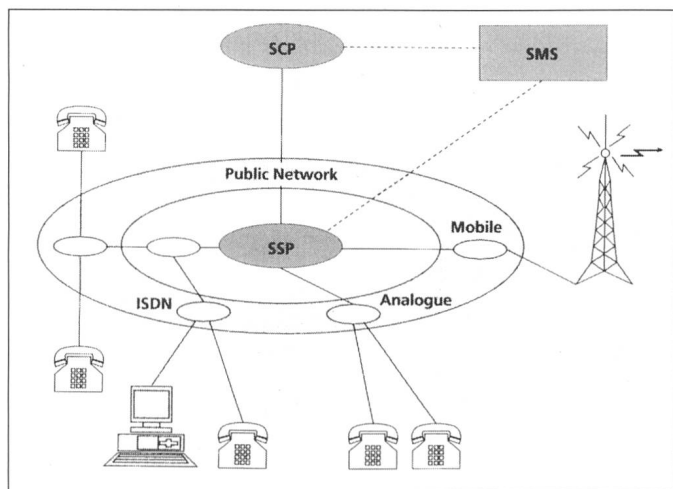 SCP
SMS
Public Network
SSP
Mobile
ISDN
Analogue